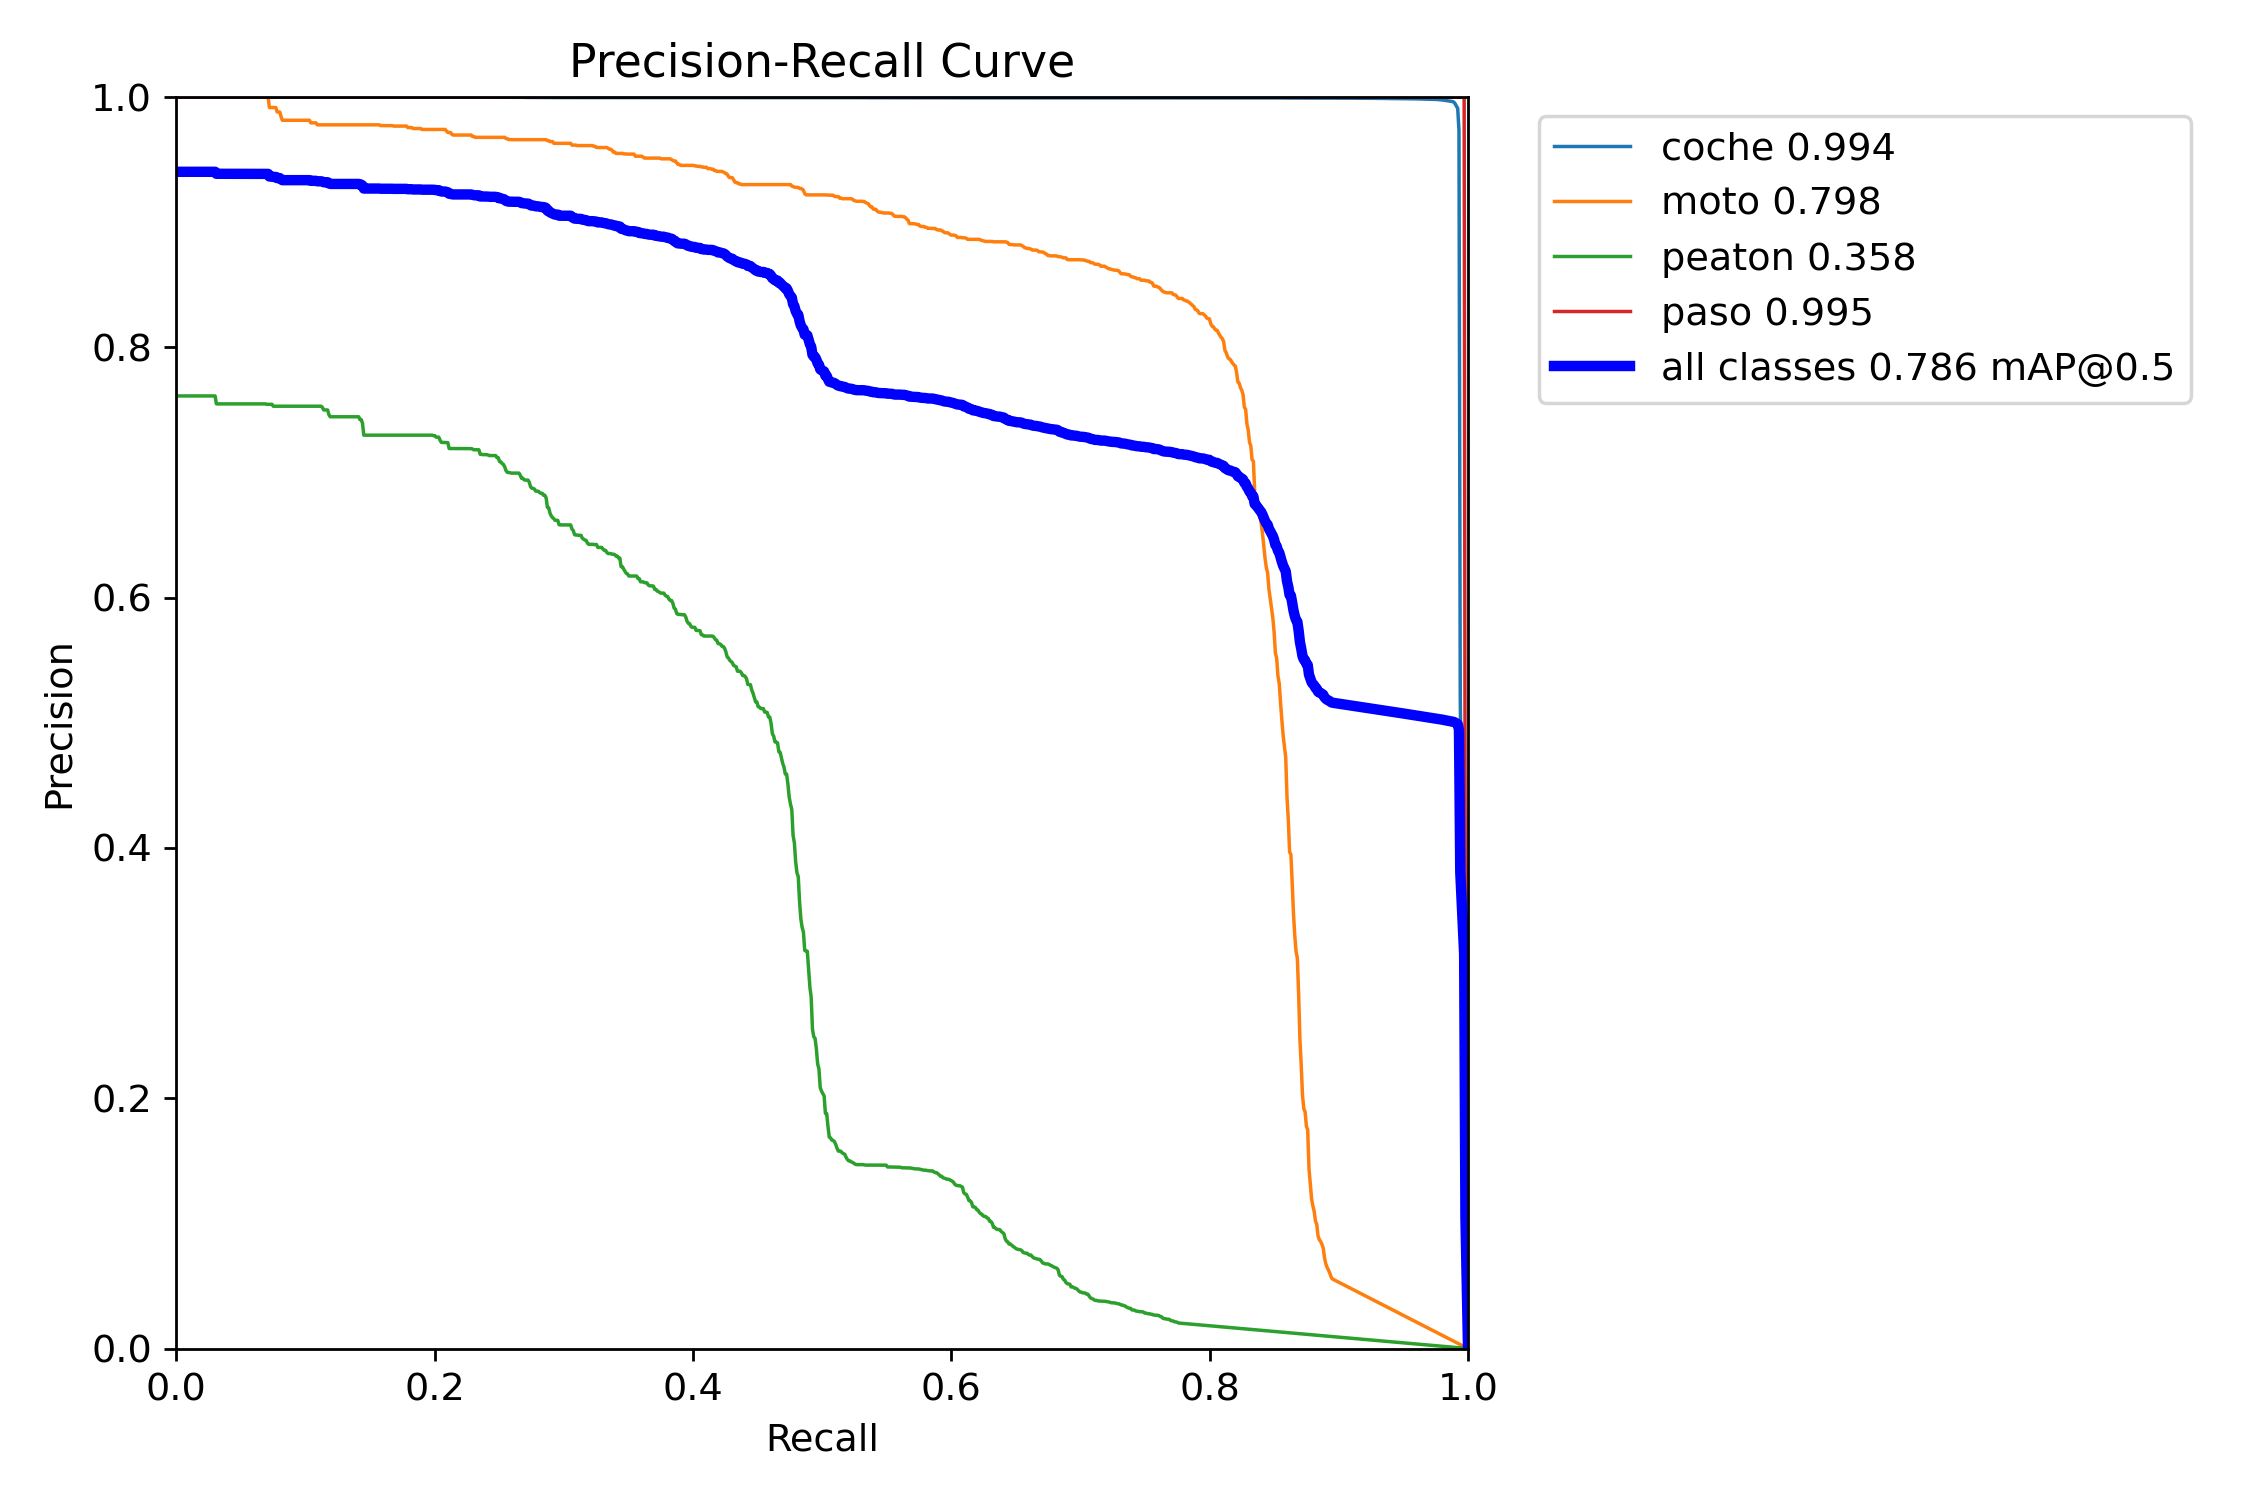 Precision-Recall Curve
1.0
0.8
0.6
0.4
0.2
0.0
Precision
0.0 0.2 0.4 0.6 0.8 1.0
Recall
coche 0.994
moto 0.798
peaton 0.358
paso 0.995
all classes 0.786 mAP@0.5